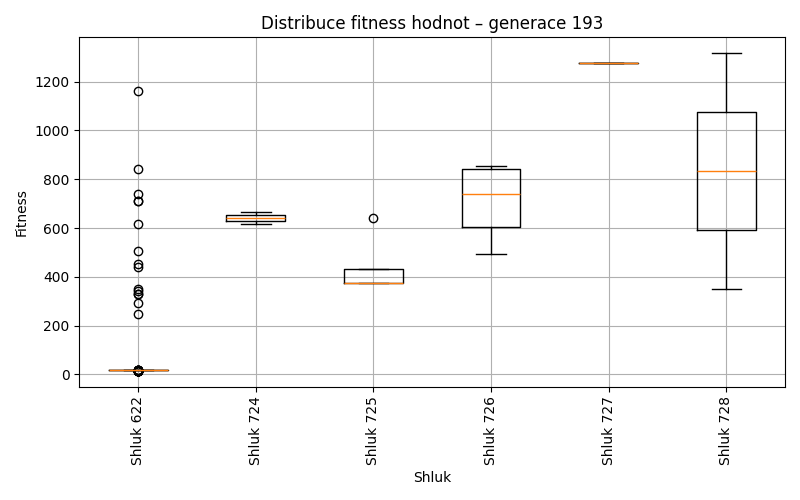 Distribuce fitness hodnot – generace 193
Fitness
1200
1000
800
600
400
200
0
Shluk 622
Shluk 724
Shluk 725
Shluk 726
Shluk 727
Shluk 728
Shluk